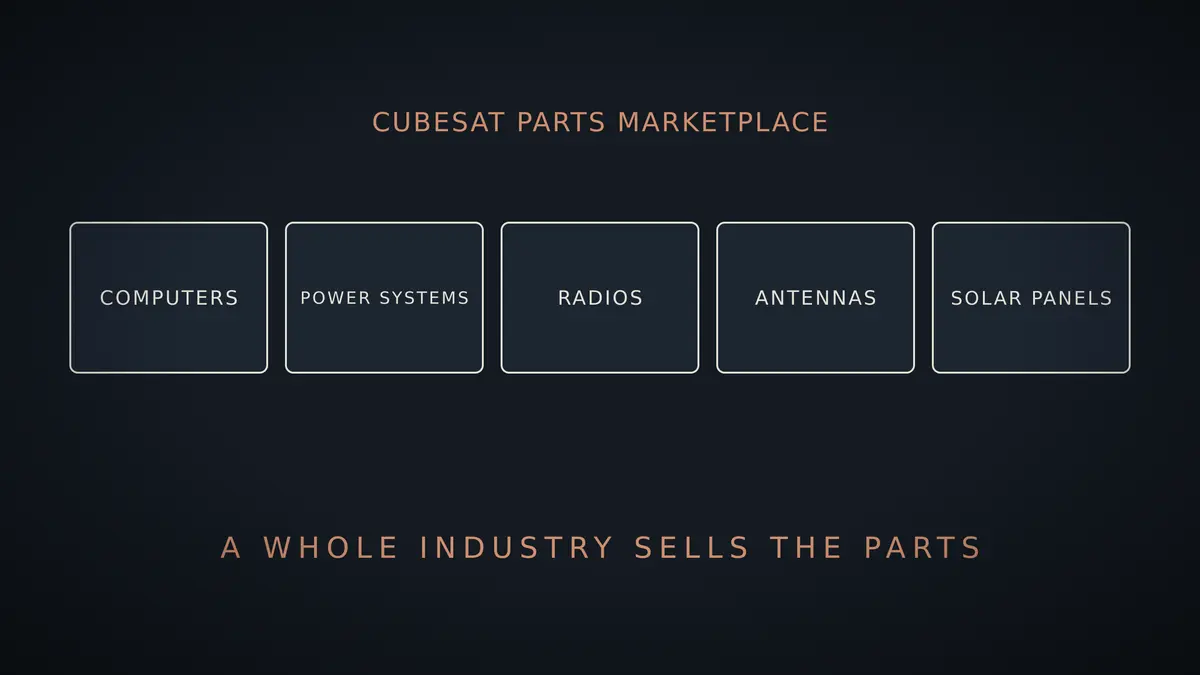 CUBESAT PARTS MARKETPLACE
COMPUTERS
POWER SYSTEMS
RADIOS
ANTENNAS
SOLAR PANELS
A WHOLE INDUSTRY SELLS THE PARTS